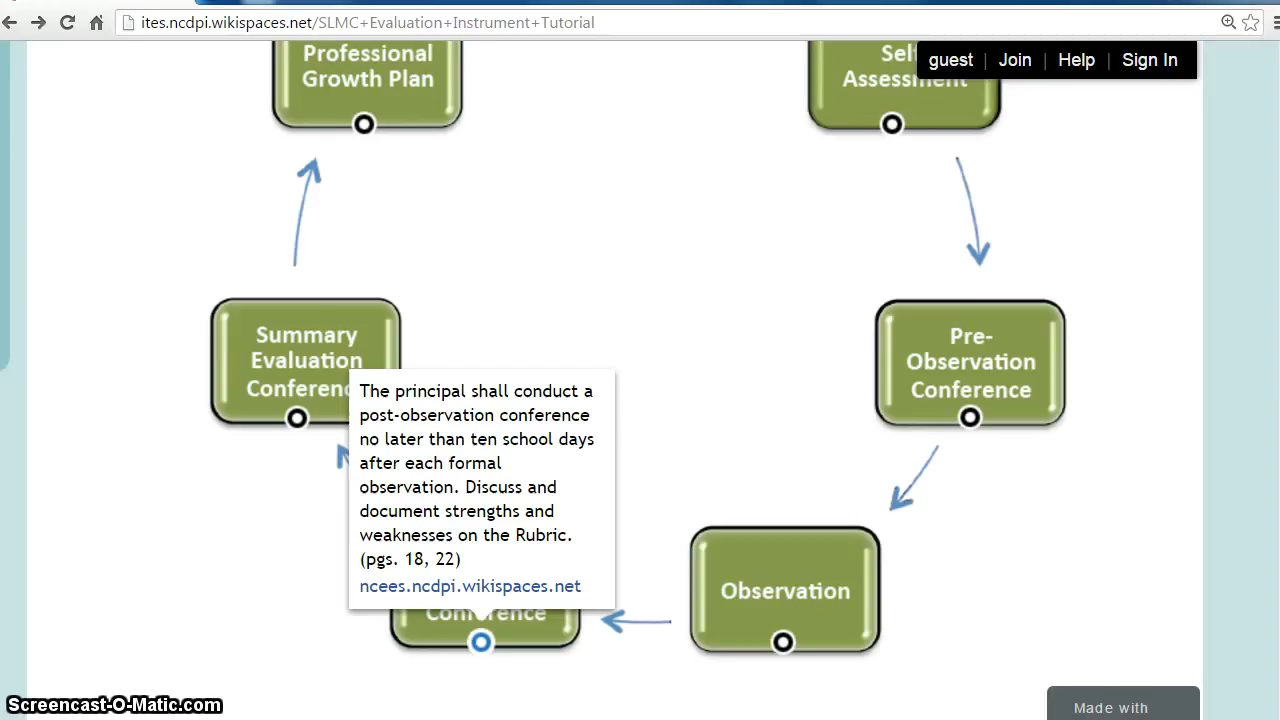 ites.ncdpi.wikispaces.net/SLMC+Evaluation+Instrument+Tutorial
guest | Join | Help | Sign In
Professional
Growth Plan
Self
Assessment
Summary
Evaluation
Conference
Pre-
Observation
Conference
The principal shall conduct a
post-observation conference
no later than ten school days
after each formal
observation. Discuss and
document strengths and
weaknesses on the Rubric.
(pgs. 18, 22)
ncees.ncdpi.wikispaces.net
Conference
Observation
Screencast-O-Matic.com
Made with